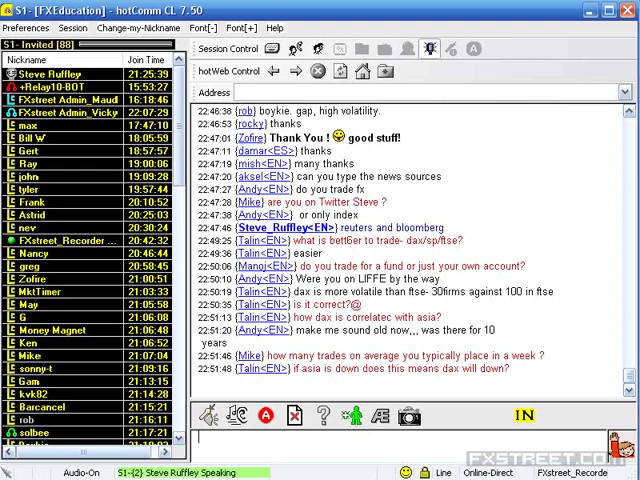 S1- [FXEducation] - hotComm CL 7.50
Preferences Session Change-my-Nickname Font[-] Font[+] Help
S1- Invited [88]
Nickname Join Time
Steve Ruffley 21:25:39
+Relay10-BOT 15:53:27
FXstreet Admin_Maud 16:18:46
FXstreet Admin_Vicky 22:07:29
max 17:47:10
Bill W 18:05:59
Gert 18:57:57
Ray 19:00:06
john 19:09:28
tyler 19:57:44
Frank 20:10:52
Astrid 20:25:03
nev 20:30:24
FXstreet_Recorder ... 20:42:32
Nancy 20:46:44
greg 20:58:45
Zofire 21:00:51
MktTimer 21:03:33
May 21:05:58
G 21:06:08
Money Magnet 21:06:48
Ken 21:06:52
Mike 21:07:04
sonny-t 21:09:16
Gam 21:13:15
kvk82 21:14:28
Barcancel 21:15:21
rob 21:16:11
solbee 21:17:21
Session Control
hotWeb Control
Address
22:46:38 {rob} boykie. gap, high volatility.
22:46:53 {rocky} thanks
22:47:01 {Zofire} Thank You ! good stuff!
22:47:11 {damar<ES>} thanks
22:47:19 {mish<EN>} many thanks
22:47:20 {aksel<EN>} can you type the news sources
22:47:27 {Andy<EN>} do you trade fx
22:47:28 {Mike} are you on Twitter Steve ?
22:47:31 {Andy<EN>} or only index
22:47:46 {Steve_Ruffley<EN>} reuters and bloomberg
22:49:25 {Talin<EN>} what is bett6er to trade- dax/sp/ftse?
22:49:36 {Talin<EN>} easier
22:50:06 {Manoj<EN>} do you trade for a fund or just your own account?
22:50:10 {Andy<EN>} Were you on LIFFE by the way
22:50:19 {Talin<EN>} dax is more volatile than ftse- 30firms against 100 in ftse
22:50:35 {Talin<EN>} is it correct?@
22:51:13 {Talin<EN>} how dax is correlatec with asia?
22:51:20 {Andy<EN>} make me sound old now,,, was there for 10
years
22:51:46 {Mike} how many trades on average you typically place in a week ?
22:51:48 {Talin<EN>} if asia is down does this means dax will down?
IN
FXSTREET.COM
Audio-On S1-{2} Steve Ruffley Speaking Line Online-Direct FXstreet_Recorde